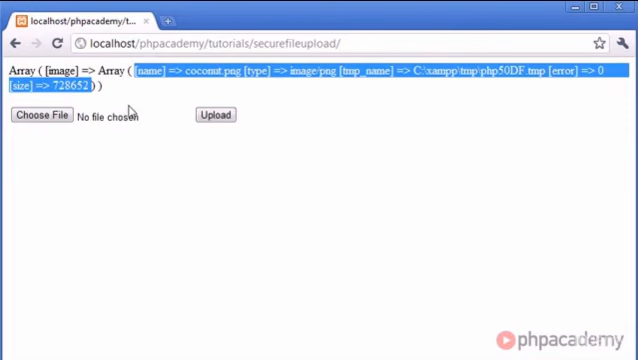 localhost/phpacademy/t...
localhost/phpacademy/tutorials/securefileupload/
Array ( [image] => Array ( [name] => coconut.png [type] => image/png [tmp_name] => C:\xampp\tmp\php50DF.tmp [error] => 0
[size] => 728652 ) )
Choose File No file chosen Upload
phpacademy